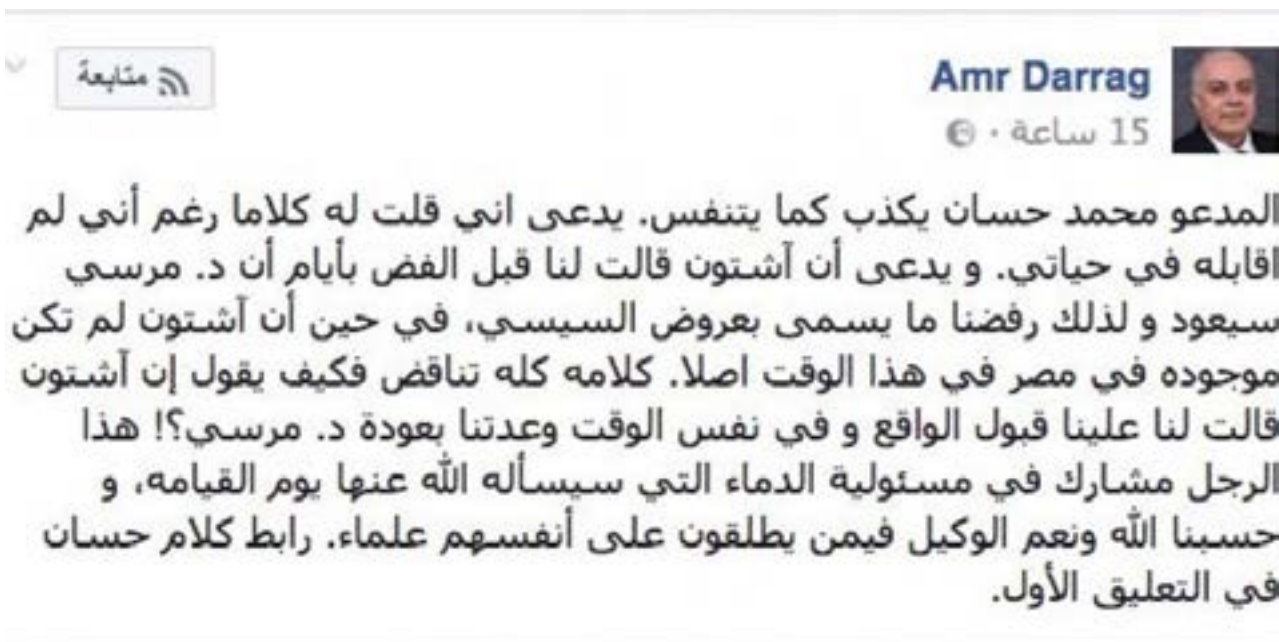 Amr Darrag
متابعة
15 ساعة ·
المدعو محمد حسان يكذب كما يتنفس. يدعى اني قلت له كلاما رغم أني لم
اقابله في حياتي. و يدعى أن آشتون قالت لنا قبل الفض بأيام أن د. مرسي
سيعود و لذلك رفضنا ما يسمى بعروض السيسي، في حين أن آشتون لم تكن
موجوده في مصر في هذا الوقت اصلا. كلامه كله تناقض فكيف يقول إن آشتون
قالت لنا علينا قبول الواقع و في نفس الوقت وعدتنا بعودة د. مرسي؟! هذا
الرجل مشارك في مسئولية الدماء التي سيسأله الله عنها يوم القيامه، و
حسبنا الله ونعم الوكيل فيمن يطلقون على أنفسهم علماء. رابط كلام حسان
في التعليق الأول.